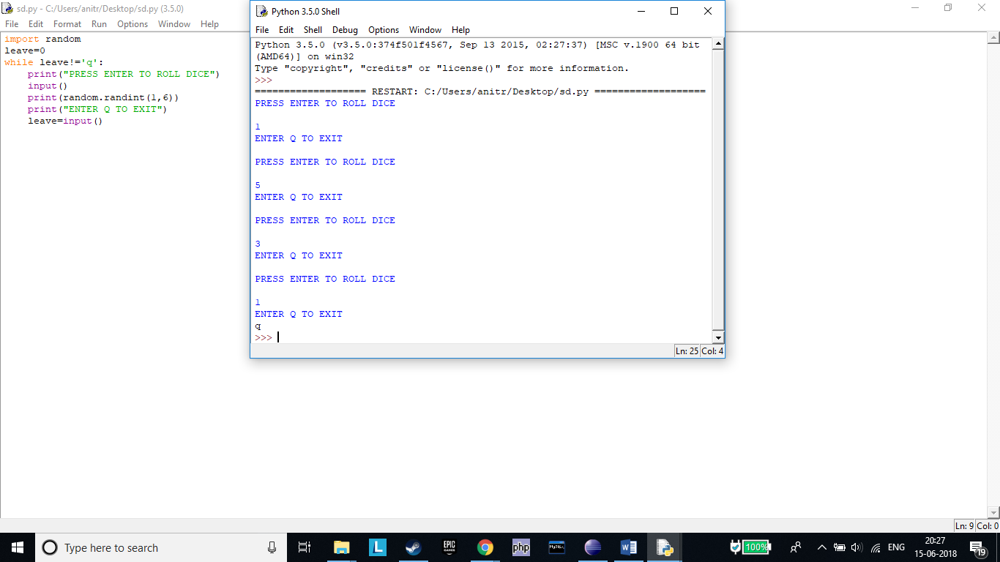 sd.py - C:/Users/anitr/Desktop/sd.py (3.5.0)
File Edit Format Run Options Window Help
import random
leave=0
while leave!='q':
    print("PRESS ENTER TO ROLL DICE")
    input()
    print(random.randint(1,6))
    print("ENTER Q TO EXIT")
    leave=input()
Python 3.5.0 Shell
File Edit Shell Debug Options Window Help
Python 3.5.0 (v3.5.0:374f501f4567, Sep 13 2015, 02:27:37) [MSC v.1900 64 bit
(AMD64)] on win32
Type "copyright", "credits" or "license()" for more information.
>>>
=================== RESTART: C:/Users/anitr/Desktop/sd.py ===================
PRESS ENTER TO ROLL DICE
1
ENTER Q TO EXIT
PRESS ENTER TO ROLL DICE
5
ENTER Q TO EXIT
PRESS ENTER TO ROLL DICE
3
ENTER Q TO EXIT
PRESS ENTER TO ROLL DICE
1
ENTER Q TO EXIT
q
>>>
Ln: 25 Col: 4
Ln: 9 Col: 0
Type here to search
L
EPIC
GAMES
php
MySQL
W
100%
ENG
20:27
15-06-2018
19